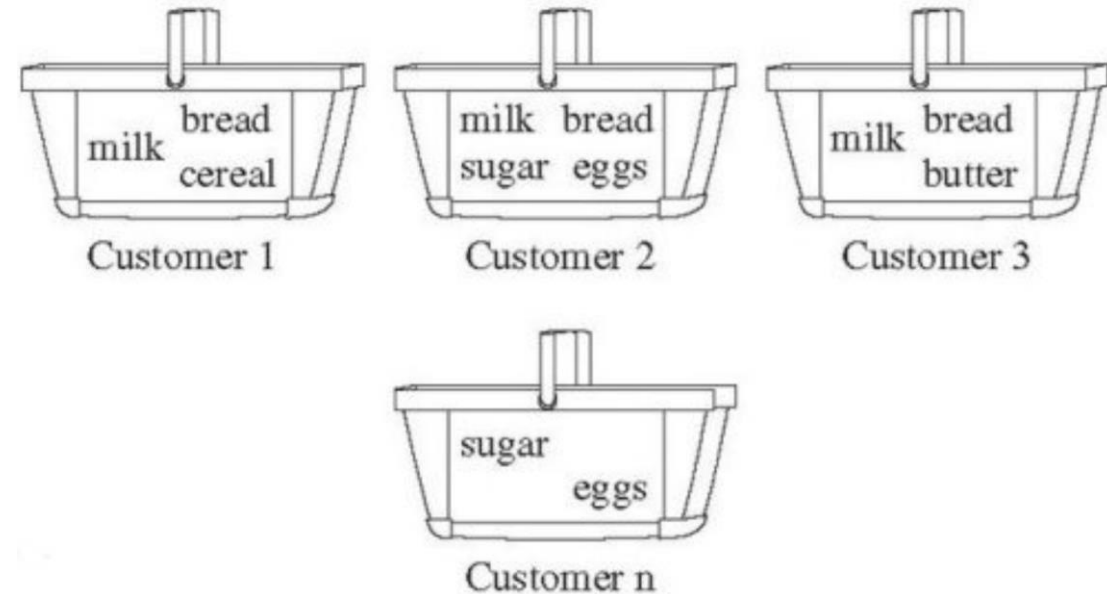 milk bread
cereal
Customer 1
milk bread
sugar eggs
Customer 2
milk bread
butter
Customer 3
sugar
eggs
Customer n